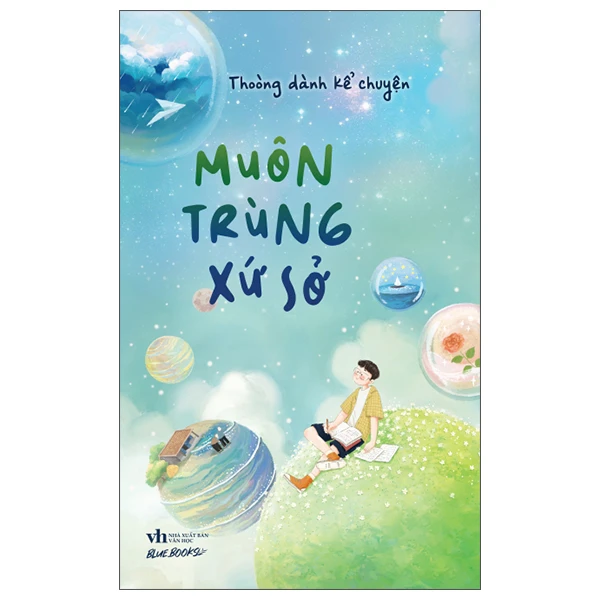 Thoòng dành kể chuyện
MUÔN
TRÙNG
XỨ SỞ
vh NHÀ XUẤT BẢN
VĂN HỌC
BLUEBOOKS